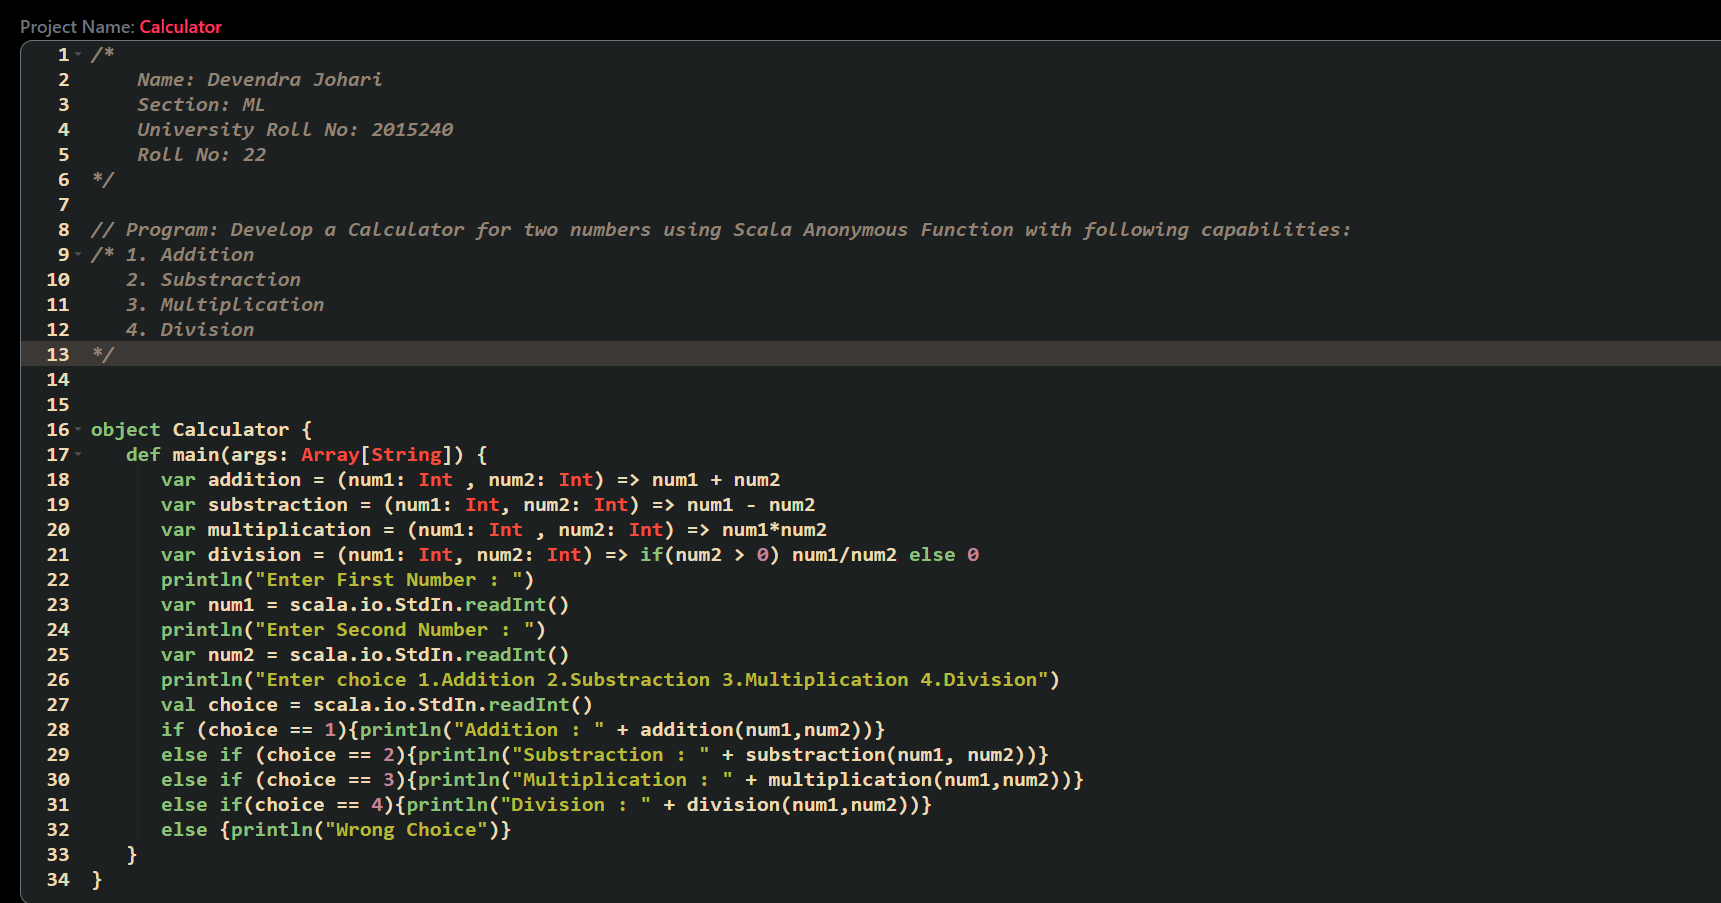 Project Name: Calculator
1 /*
2     Name: Devendra Johari
3     Section: ML
4     University Roll No: 2015240
5     Roll No: 22
6 */
7
8 // Program: Develop a Calculator for two numbers using Scala Anonymous Function with following capabilities:
9 /* 1. Addition
10    2. Substraction
11    3. Multiplication
12    4. Division
13 */
14
15
16 object Calculator {
17    def main(args: Array[String]) {
18       var addition = (num1: Int , num2: Int) => num1 + num2
19       var substraction = (num1: Int, num2: Int) => num1 - num2
20       var multiplication = (num1: Int , num2: Int) => num1*num2
21       var division = (num1: Int, num2: Int) => if(num2 > 0) num1/num2 else 0
22       println("Enter First Number : ")
23       var num1 = scala.io.StdIn.readInt()
24       println("Enter Second Number : ")
25       var num2 = scala.io.StdIn.readInt()
26       println("Enter choice 1.Addition 2.Substraction 3.Multiplication 4.Division")
27       val choice = scala.io.StdIn.readInt()
28       if (choice == 1){println("Addition : " + addition(num1,num2))}
29       else if (choice == 2){println("Substraction : " + substraction(num1, num2))}
30       else if (choice == 3){println("Multiplication : " + multiplication(num1,num2))}
31       else if(choice == 4){println("Division : " + division(num1,num2))}
32       else {println("Wrong Choice")}
33    }
34 }